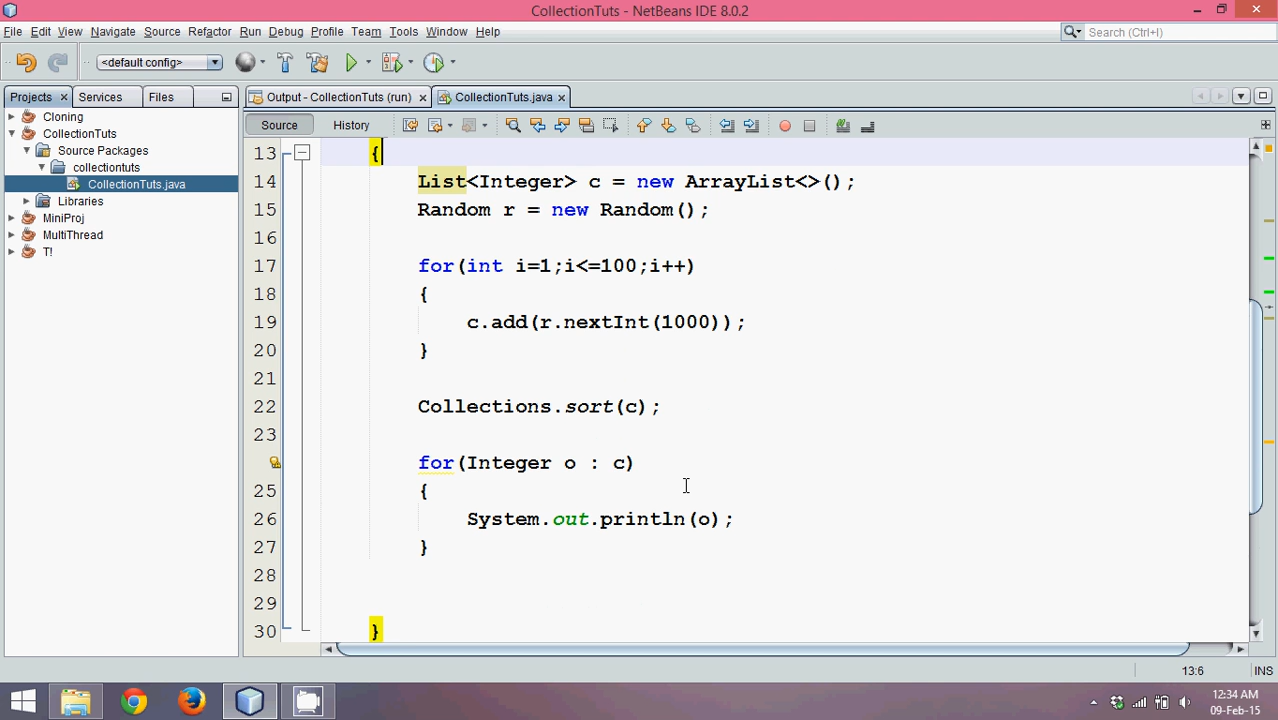 CollectionTuts - NetBeans IDE 8.0.2
File Edit View Navigate Source Refactor Run Debug Profile Team Tools Window Help
Search (Ctrl+I)
<default config>
Projects Services Files
Output - CollectionTuts (run) CollectionTuts.java
Source History
Cloning
CollectionTuts
Source Packages
collectiontuts
CollectionTuts.java
Libraries
MiniProj
MultiThread
T!
13 {
14 List<Integer> c = new ArrayList<>();
15 Random r = new Random();
16
17 for(int i=1;i<=100;i++)
18 {
19 c.add(r.nextInt(1000));
20 }
21
22 Collections.sort(c);
23
for(Integer o : c)
25 {
26 System.out.println(o);
27 }
28
29
30 }
13:6 INS
12:34 AM
09-Feb-15